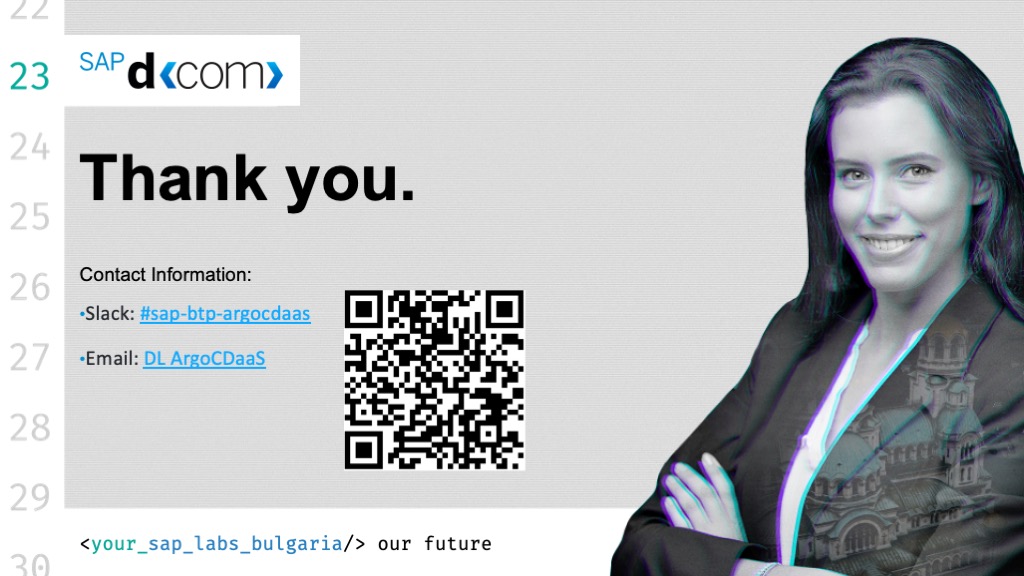 22
23
SAP d<com>
24
Thank you.
25
Contact Information:
26
•Slack: #sap-btp-argocdaas
27
•Email: DL ArgoCDaaS
28
29
<your_sap_labs_bulgaria/> our future
30